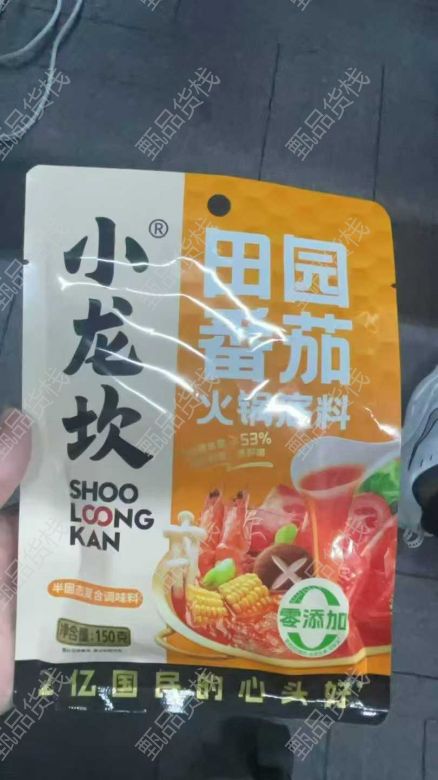 小龙坎®
SHOO
LOONG
KAN
田园
番茄
火锅底料
53%
半固态复合调味料
净含量:150克
零添加
亿国民的心头好
甄品货栈